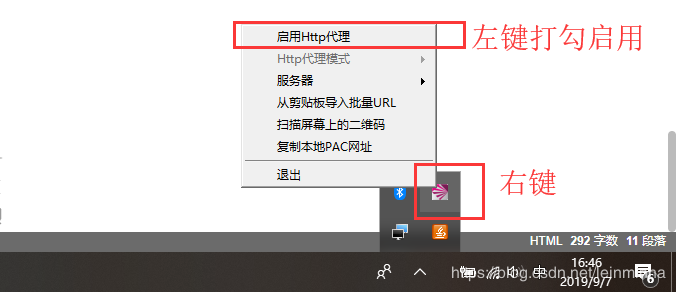 启用Http代理
左键打勾启用
Http代理模式
服务器
从剪贴板导入批量URL
扫描屏幕上的二维码
复制本地PAC网址
退出
右键
HTML 292 字数 11 段落
中
16:46
2019/9/7
6